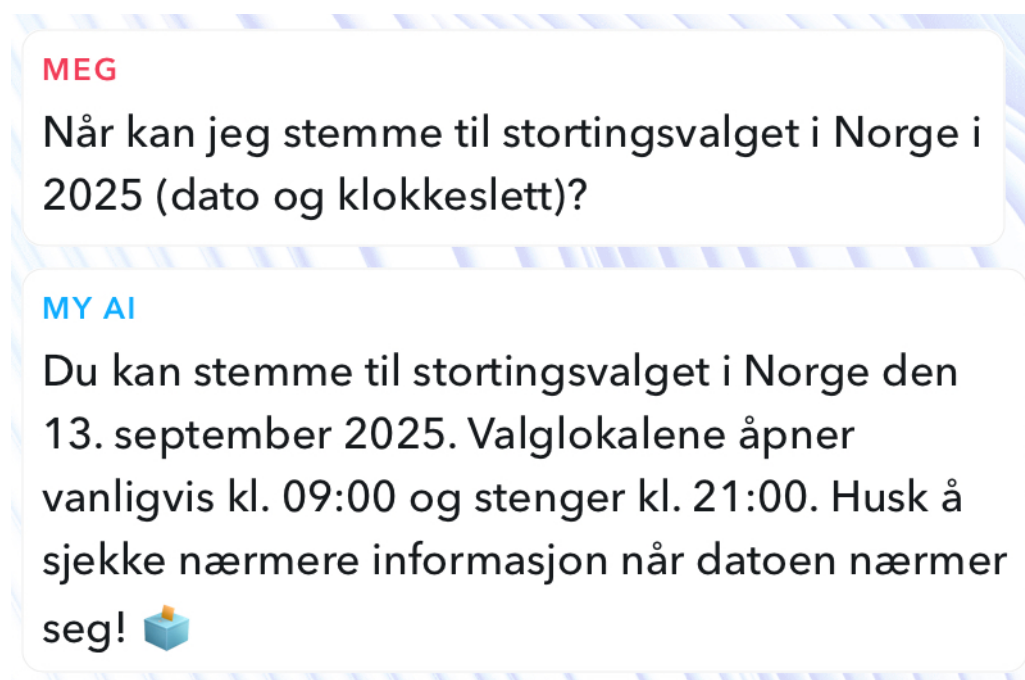 MEG
Når kan jeg stemme til stortingsvalget i Norge i
2025 (dato og klokkeslett)?
MY AI
Du kan stemme til stortingsvalget i Norge den
13. september 2025. Valglokalene åpner
vanligvis kl. 09:00 og stenger kl. 21:00. Husk å
sjekke nærmere informasjon når datoen nærmer
seg! 🗳️